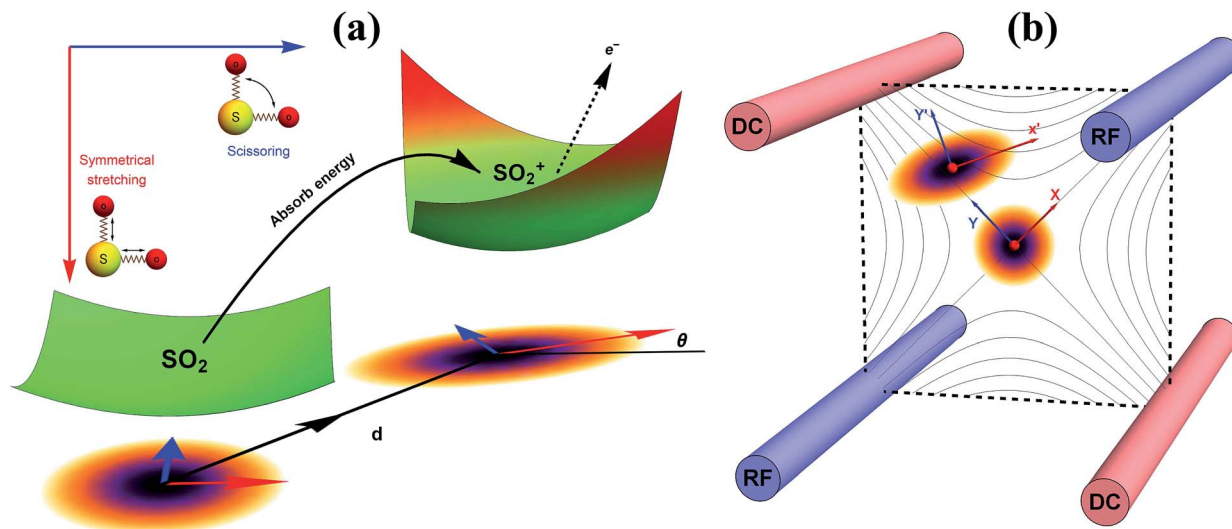 (a)
O
S
O
Scissoring
Symmetrical
stretching
O
S
O
Absorb energy
e⁻
SO₂⁺
SO₂
θ
d
(b)
DC
RF
Y'
x'
Y
X
RF
DC